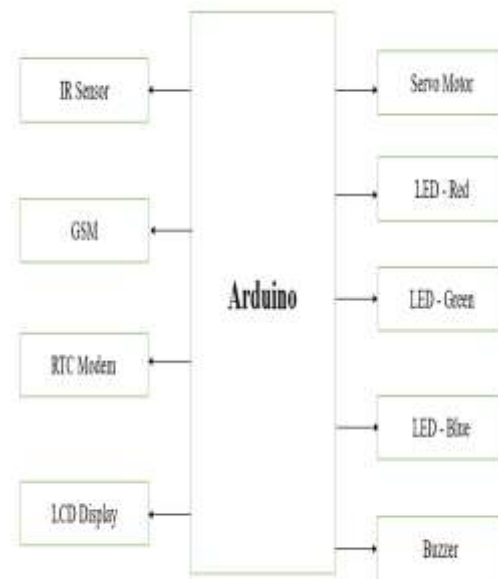 IR Sensor
GSM
RTC Modem
LCD Display
Arduino
Servo Motor
LED - Red
LED - Green
LED - Blue
Buzzer